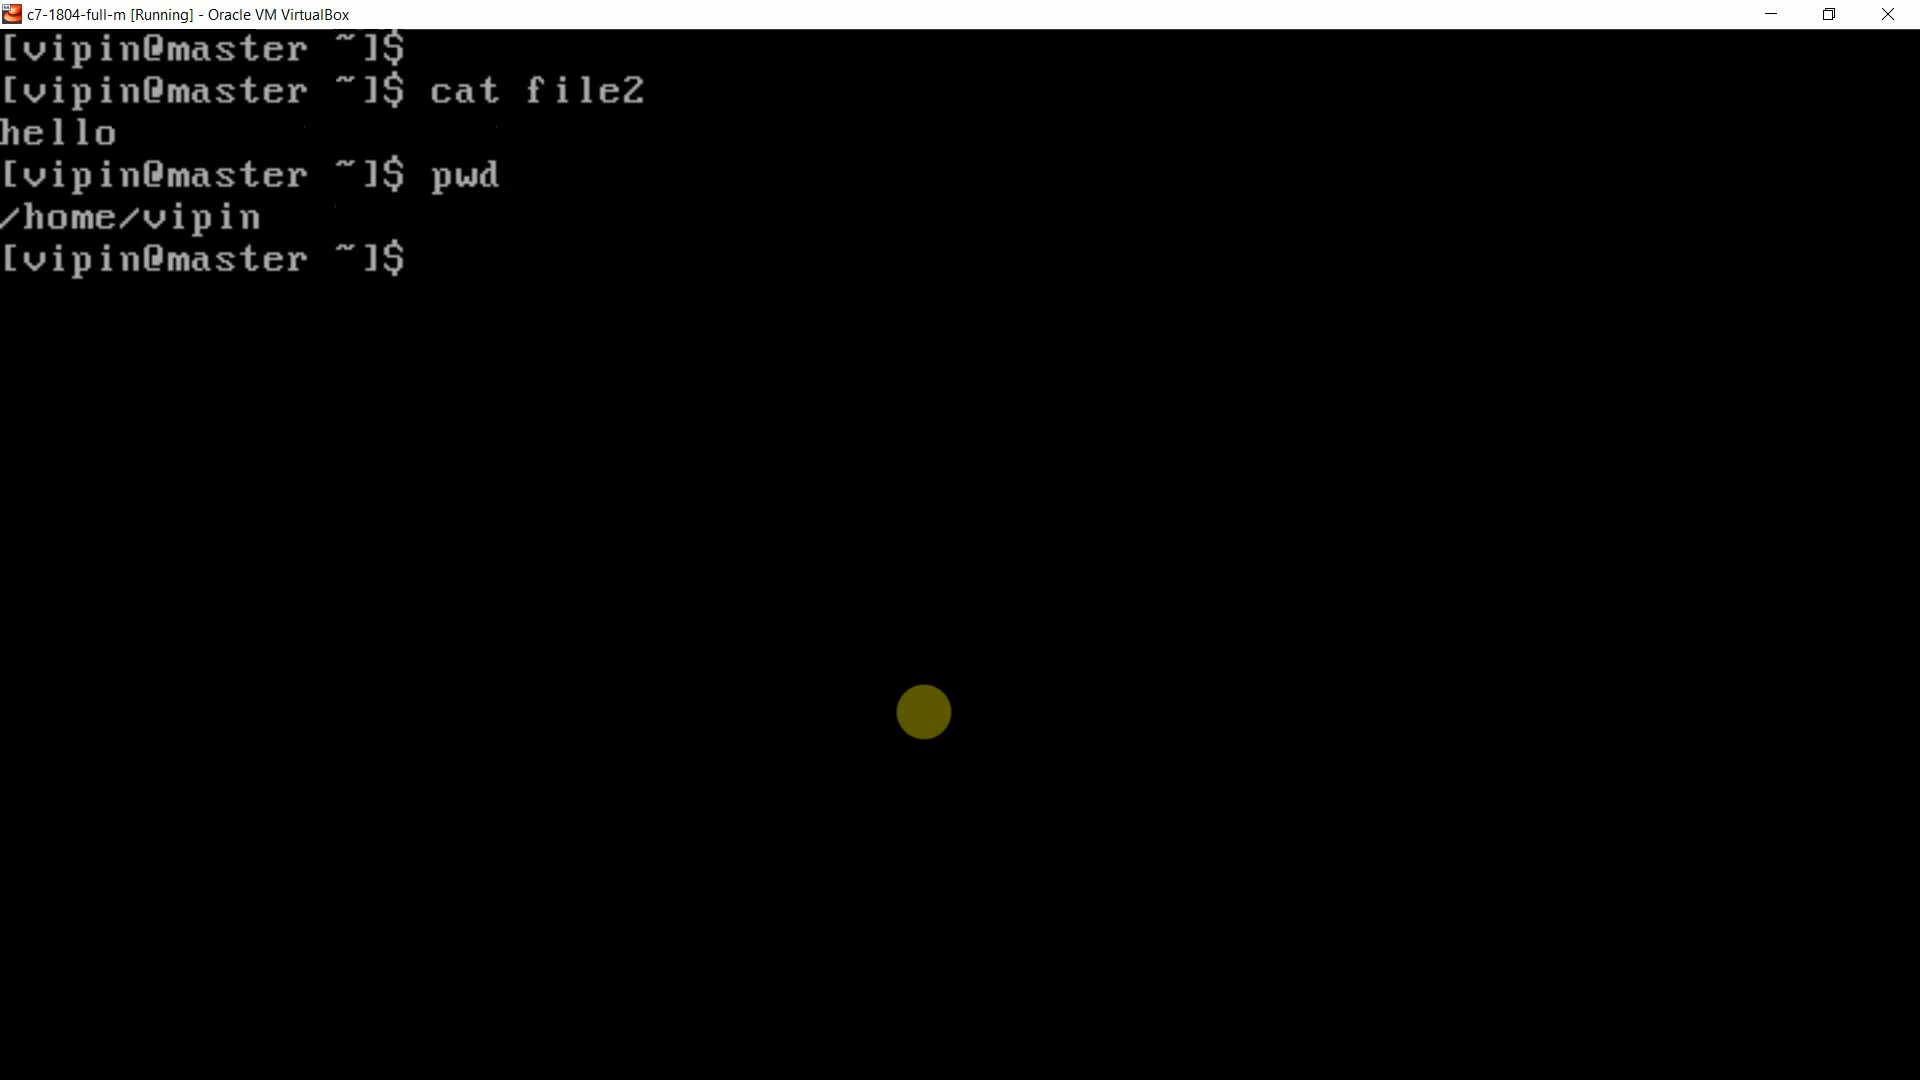 c7-1804-full-m [Running] - Oracle VM VirtualBox
[vipin@master ~]$
[vipin@master ~]$ cat file2
hello
[vipin@master ~]$ pwd
/home/vipin
[vipin@master ~]$